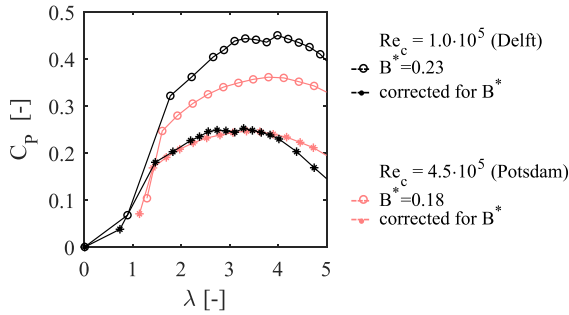 0.5
0.4
0.3
0.2
0.1
0
C_P [-]
0 1 2 3 4 5
λ [-]
Re_c = 1.0·10^5 (Delft)
B^*=0.23
corrected for B^*
Re_c = 4.5·10^5 (Potsdam)
B^*=0.18
corrected for B^*